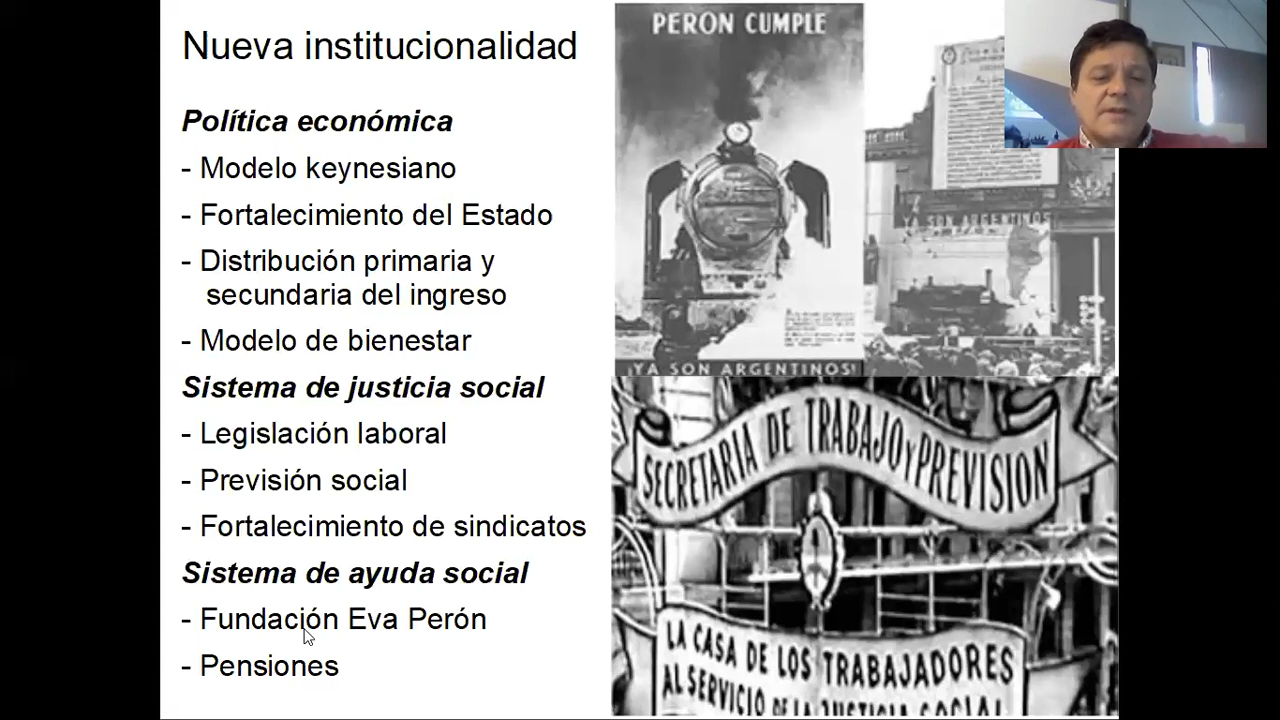 Nueva institucionalidad
Política económica
- Modelo keynesiano
- Fortalecimiento del Estado
- Distribución primaria y
secundaria del ingreso
- Modelo de bienestar
Sistema de justicia social
- Legislación laboral
- Previsión social
- Fortalecimiento de sindicatos
Sistema de ayuda social
- Fundación Eva Perón
- Pensiones
PERON CUMPLE
¡YA SON ARGENTINOS!
YA SON ARGENTINOS
SECRETARIA DE TRABAJO Y PREVISION
LA CASA DE LOS TRABAJADORES
AL SERVICIO DE LA JUSTICIA SOCIAL